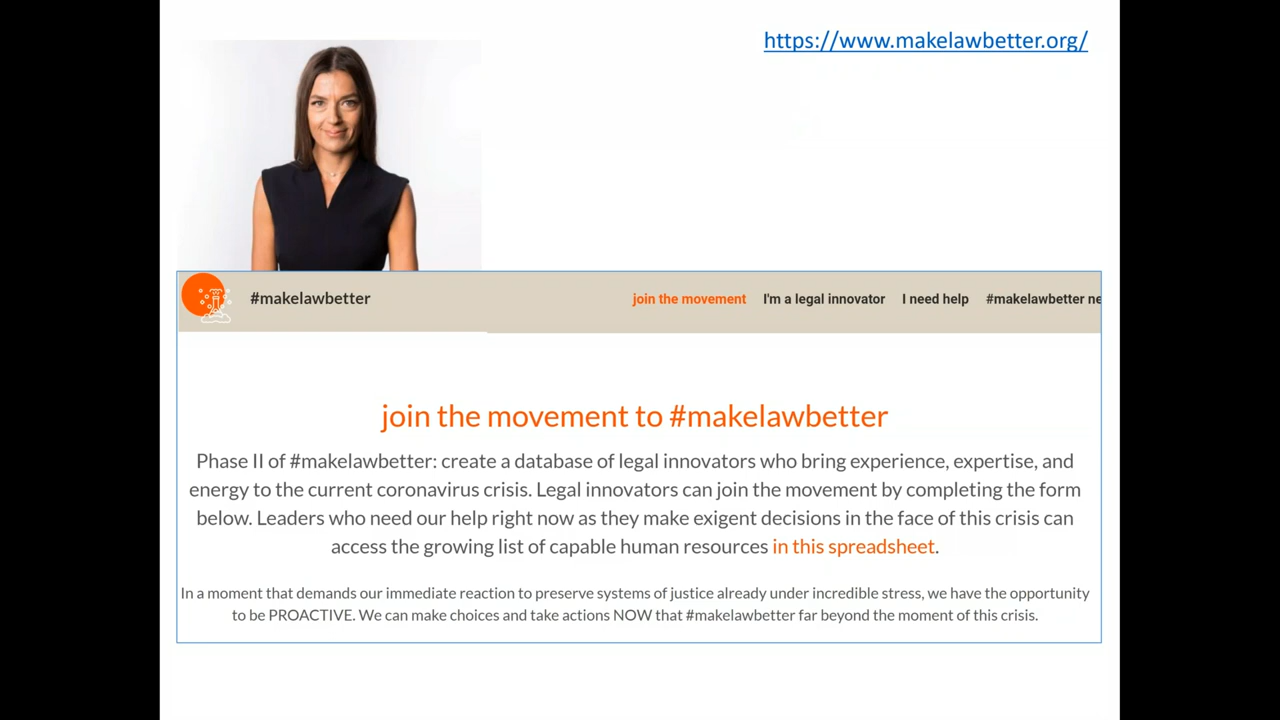 https://www.makelawbetter.org/
#makelawbetter
join the movement I'm a legal innovator I need help #makelawbetter ne
join the movement to #makelawbetter
Phase II of #makelawbetter: create a database of legal innovators who bring experience, expertise, and
energy to the current coronavirus crisis. Legal innovators can join the movement by completing the form
below. Leaders who need our help right now as they make exigent decisions in the face of this crisis can
access the growing list of capable human resources in this spreadsheet.
In a moment that demands our immediate reaction to preserve systems of justice already under incredible stress, we have the opportunity
to be PROACTIVE. We can make choices and take actions NOW that #makelawbetter far beyond the moment of this crisis.